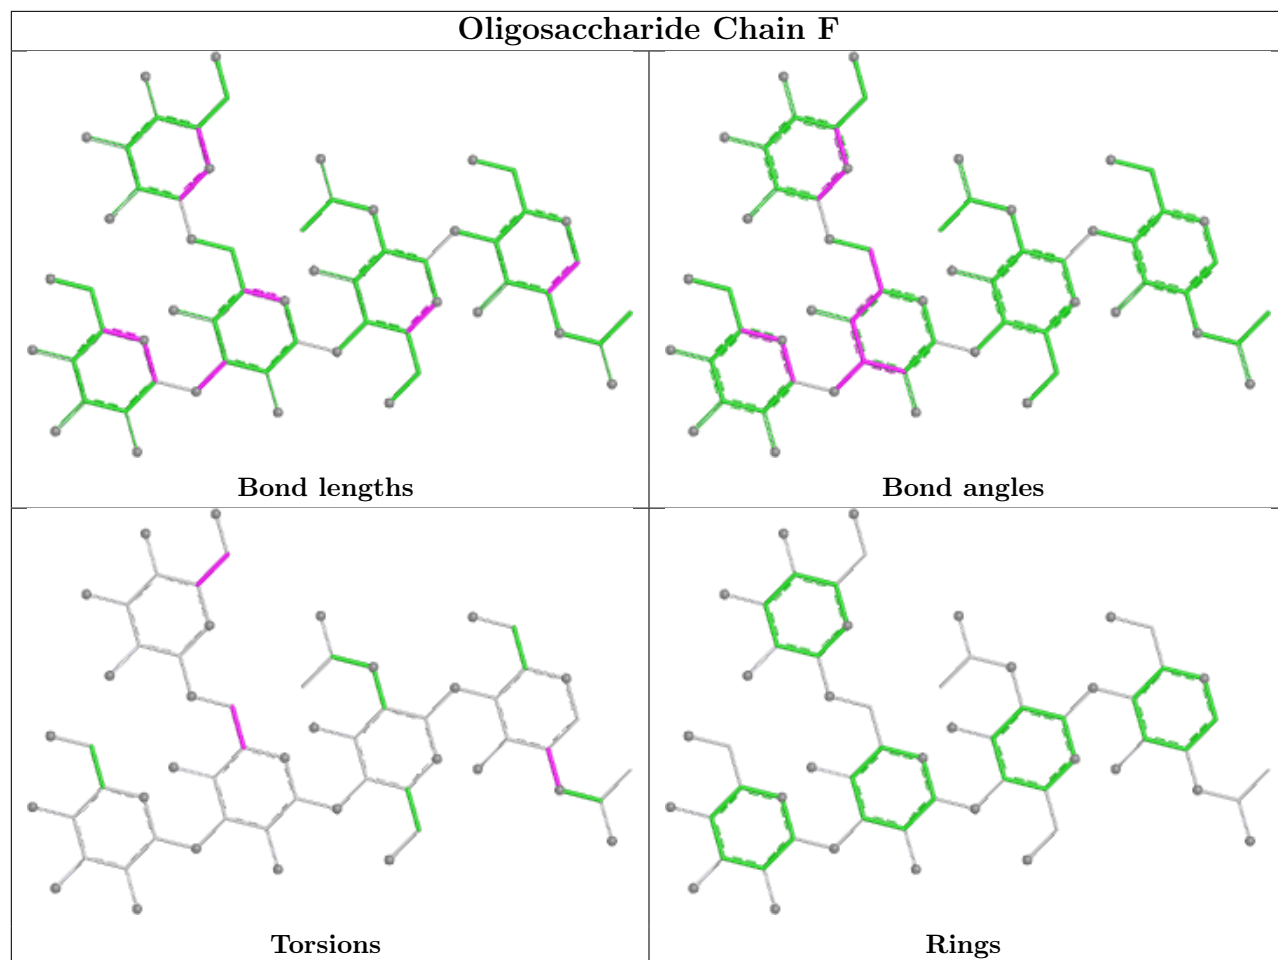 Oligosaccharide Chain F
Bond lengths
Bond angles
Torsions
Rings